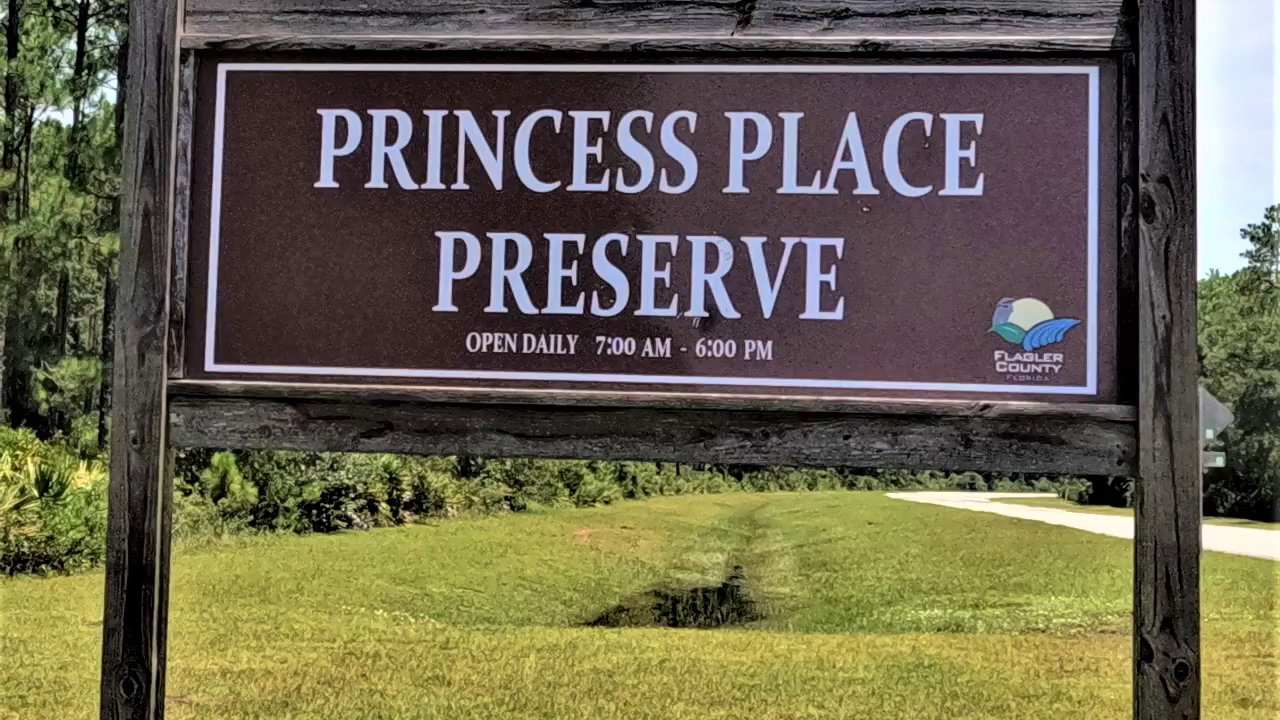 PRINCESS PLACE
PRESERVE
OPEN DAILY 7:00 AM - 6:00 PM
FLAGLER
COUNTY
FLORIDA